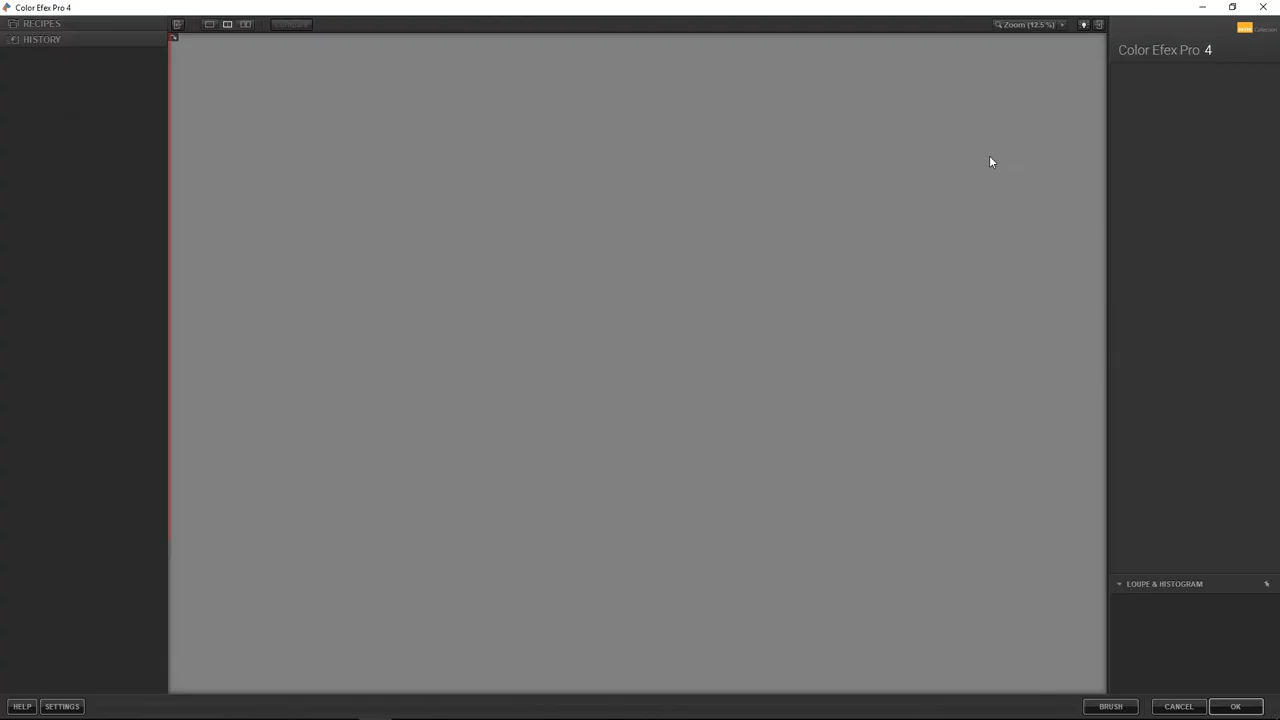 Color Efex Pro 4
RECIPES
Zoom (12.5 %)
HISTORY
Collection
Color Efex Pro 4
LOUPE & HISTOGRAM
HELP
SETTINGS
BRUSH
CANCEL
OK